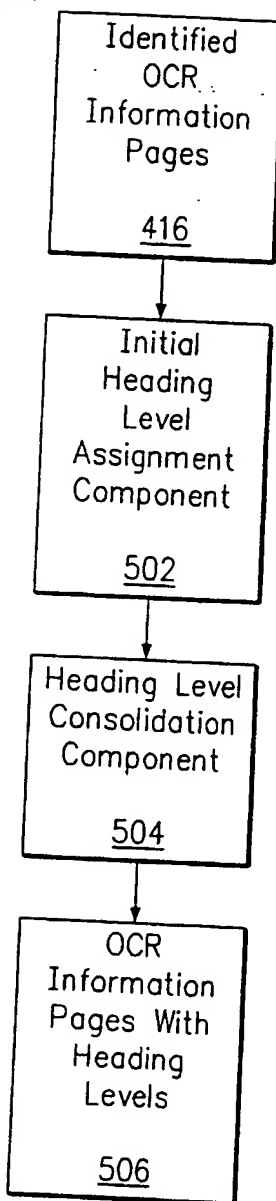 Identified
OCR
Information
Pages
416
Initial
Heading
Level
Assignment
Component
502
Heading Level
Consolidation
Component
504
OCR
Information
Pages With
Heading
Levels
506